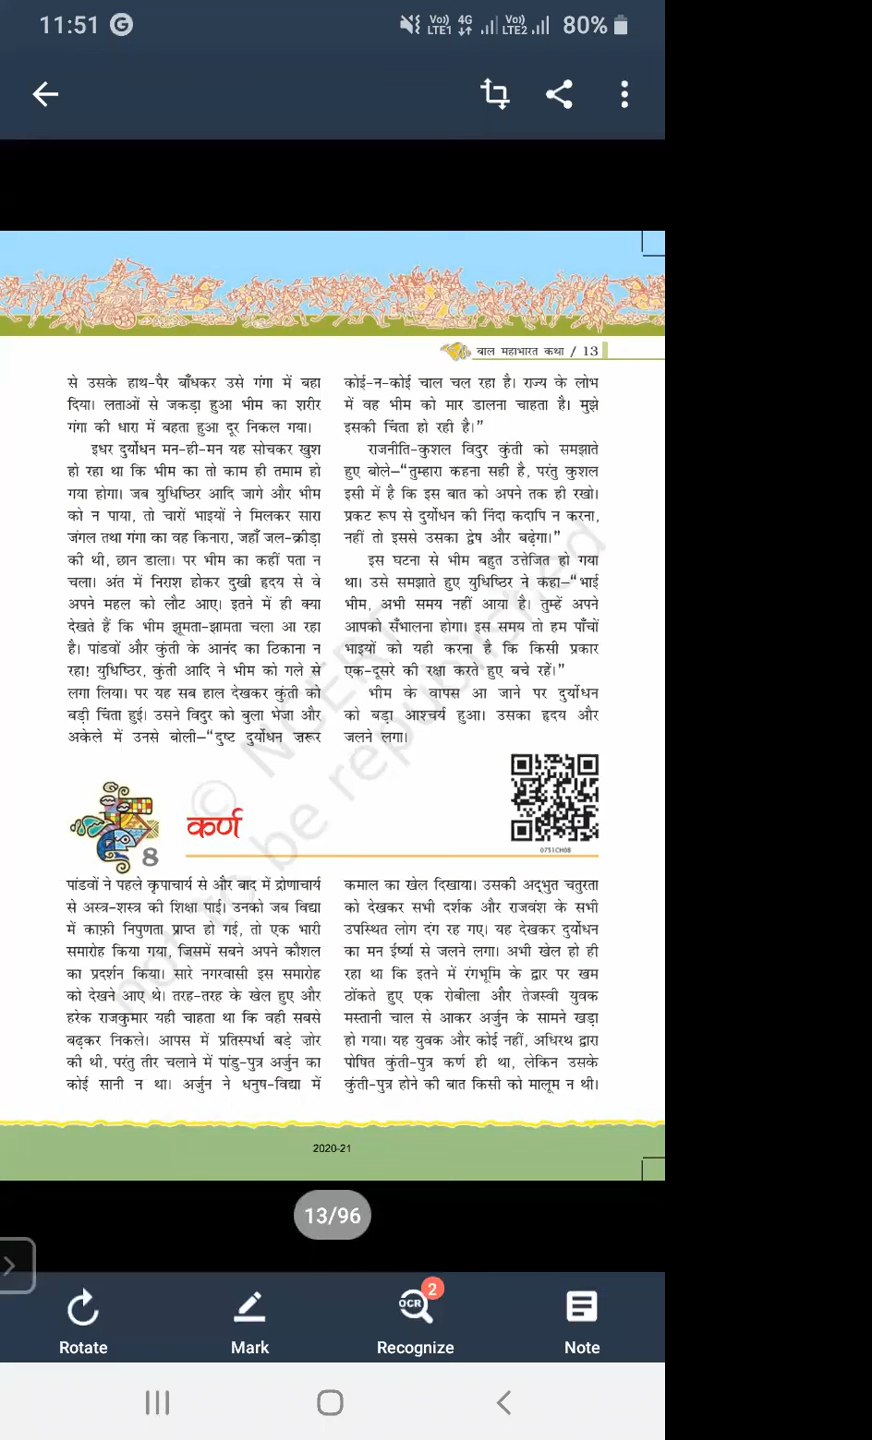 11:51 G Vo)) LTE1 4G Vo)) LTE2 80%
बाल महाभारत कथा / 13
से उसके हाथ-पैर बाँधकर उसे गंगा में बहा
दिया। लताओं से जकड़ा हुआ भीम का शरीर
गंगा की धारा में बहता हुआ दूर निकल गया।
इधर दुर्योधन मन-ही-मन यह सोचकर खुश
हो रहा था कि भीम का तो काम ही तमाम हो
गया होगा। जब युधिष्ठिर आदि जागे और भीम
को न पाया, तो चारों भाइयों ने मिलकर सारा
जंगल तथा गंगा का वह किनारा, जहाँ जल-क्रीड़ा
की थी, छान डाला। पर भीम का कहीं पता न
चला। अंत में निराश होकर दुखी हृदय से वे
अपने महल को लौट आए। इतने में ही क्या
देखते हैं कि भीम झूमता-झामता चला आ रहा
है। पांडवों और कुंती के आनंद का ठिकाना न
रहा! युधिष्ठिर, कुंती आदि ने भीम को गले से
लगा लिया। पर यह सब हाल देखकर कुंती को
बड़ी चिंता हुई। उसने विदुर को बुला भेजा और
अकेले में उनसे बोली–“दुष्ट दुर्योधन ज़रूर
कोई-न-कोई चाल चल रहा है। राज्य के लोभ
में वह भीम को मार डालना चाहता है। मुझे
इसकी चिंता हो रही है।”
राजनीति-कुशल विदुर कुंती को समझाते
हुए बोले–“तुम्हारा कहना सही है, परंतु कुशल
इसी में है कि इस बात को अपने तक ही रखो।
प्रकट रूप से दुर्योधन की निंदा कदापि न करना,
नहीं तो इससे उसका द्वेष और बढ़ेगा।”
इस घटना से भीम बहुत उत्तेजित हो गया
था। उसे समझाते हुए युधिष्ठिर ने कहा–“भाई
भीम, अभी समय नहीं आया है। तुम्हें अपने
आपको सँभालना होगा। इस समय तो हम पाँचों
भाइयों को यही करना है कि किसी प्रकार
एक-दूसरे की रक्षा करते हुए बचे रहें।”
भीम के वापस आ जाने पर दुर्योधन
को बड़ा आश्चर्य हुआ। उसका हृदय और
जलने लगा।
© NCERT
not to be republished
0751CH08
8
कर्ण
पांडवों ने पहले कृपाचार्य से और बाद में द्रोणाचार्य
से अस्त्र-शस्त्र की शिक्षा पाई। उनको जब विद्या
में काफ़ी निपुणता प्राप्त हो गई, तो एक भारी
समारोह किया गया, जिसमें सबने अपने कौशल
का प्रदर्शन किया। सारे नगरवासी इस समारोह
को देखने आए थे। तरह-तरह के खेल हुए और
हरेक राजकुमार यही चाहता था कि वही सबसे
बढ़कर निकले। आपस में प्रतिस्पर्धा बड़े ज़ोर
की थी, परंतु तीर चलाने में पांडु-पुत्र अर्जुन का
कोई सानी न था। अर्जुन ने धनुष-विद्या में
कमाल का खेल दिखाया। उसकी अद्भुत चतुरता
को देखकर सभी दर्शक और राजवंश के सभी
उपस्थित लोग दंग रह गए। यह देखकर दुर्योधन
का मन ईर्ष्या से जलने लगा। अभी खेल हो ही
रहा था कि इतने में रंगभूमि के द्वार पर खम
ठोंकते हुए एक रोबीला और तेजस्वी युवक
मस्तानी चाल से आकर अर्जुन के सामने खड़ा
हो गया। यह युवक और कोई नहीं, अधिरथ द्वारा
पोषित कुंती-पुत्र कर्ण ही था, लेकिन उसके
कुंती-पुत्र होने की बात किसी को मालूम न थी।
2020-21
13/96
OCR 2
Rotate Mark Recognize Note